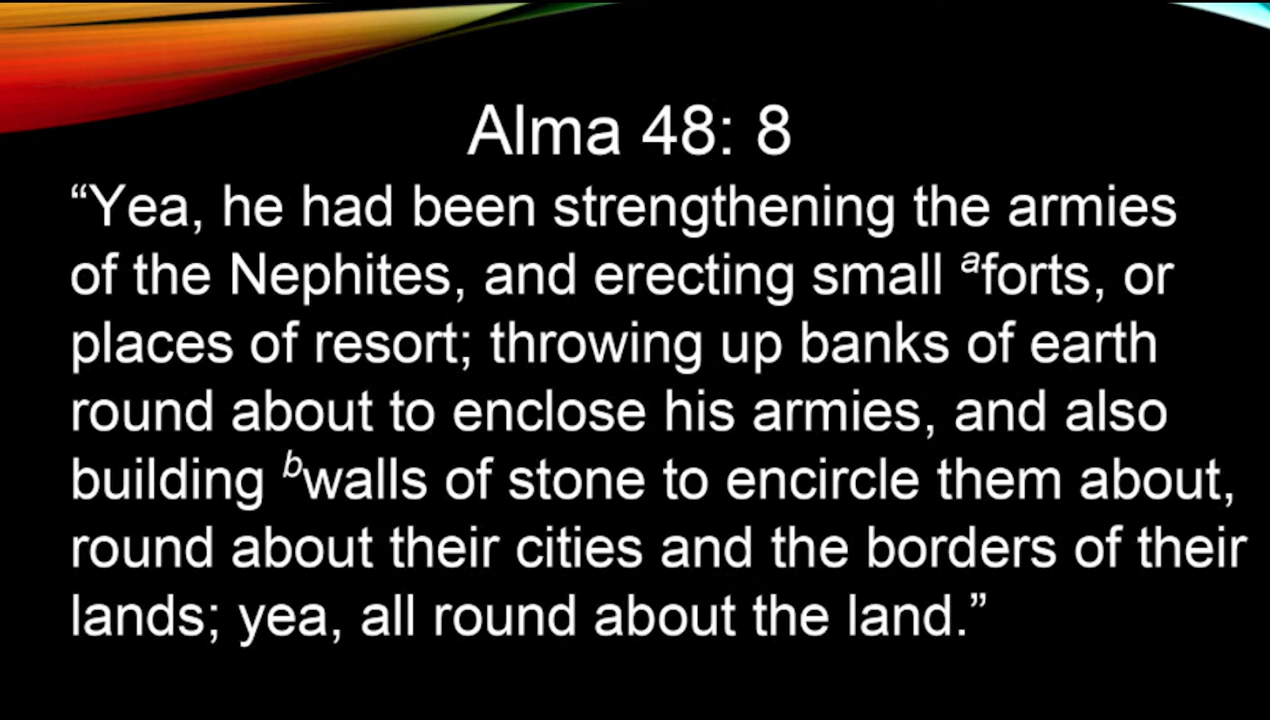 Alma 48: 8
“Yea, he had been strengthening the armies
of the Nephites, and erecting small ᵃforts, or
places of resort; throwing up banks of earth
round about to enclose his armies, and also
building ᵇwalls of stone to encircle them about,
round about their cities and the borders of their
lands; yea, all round about the land.”